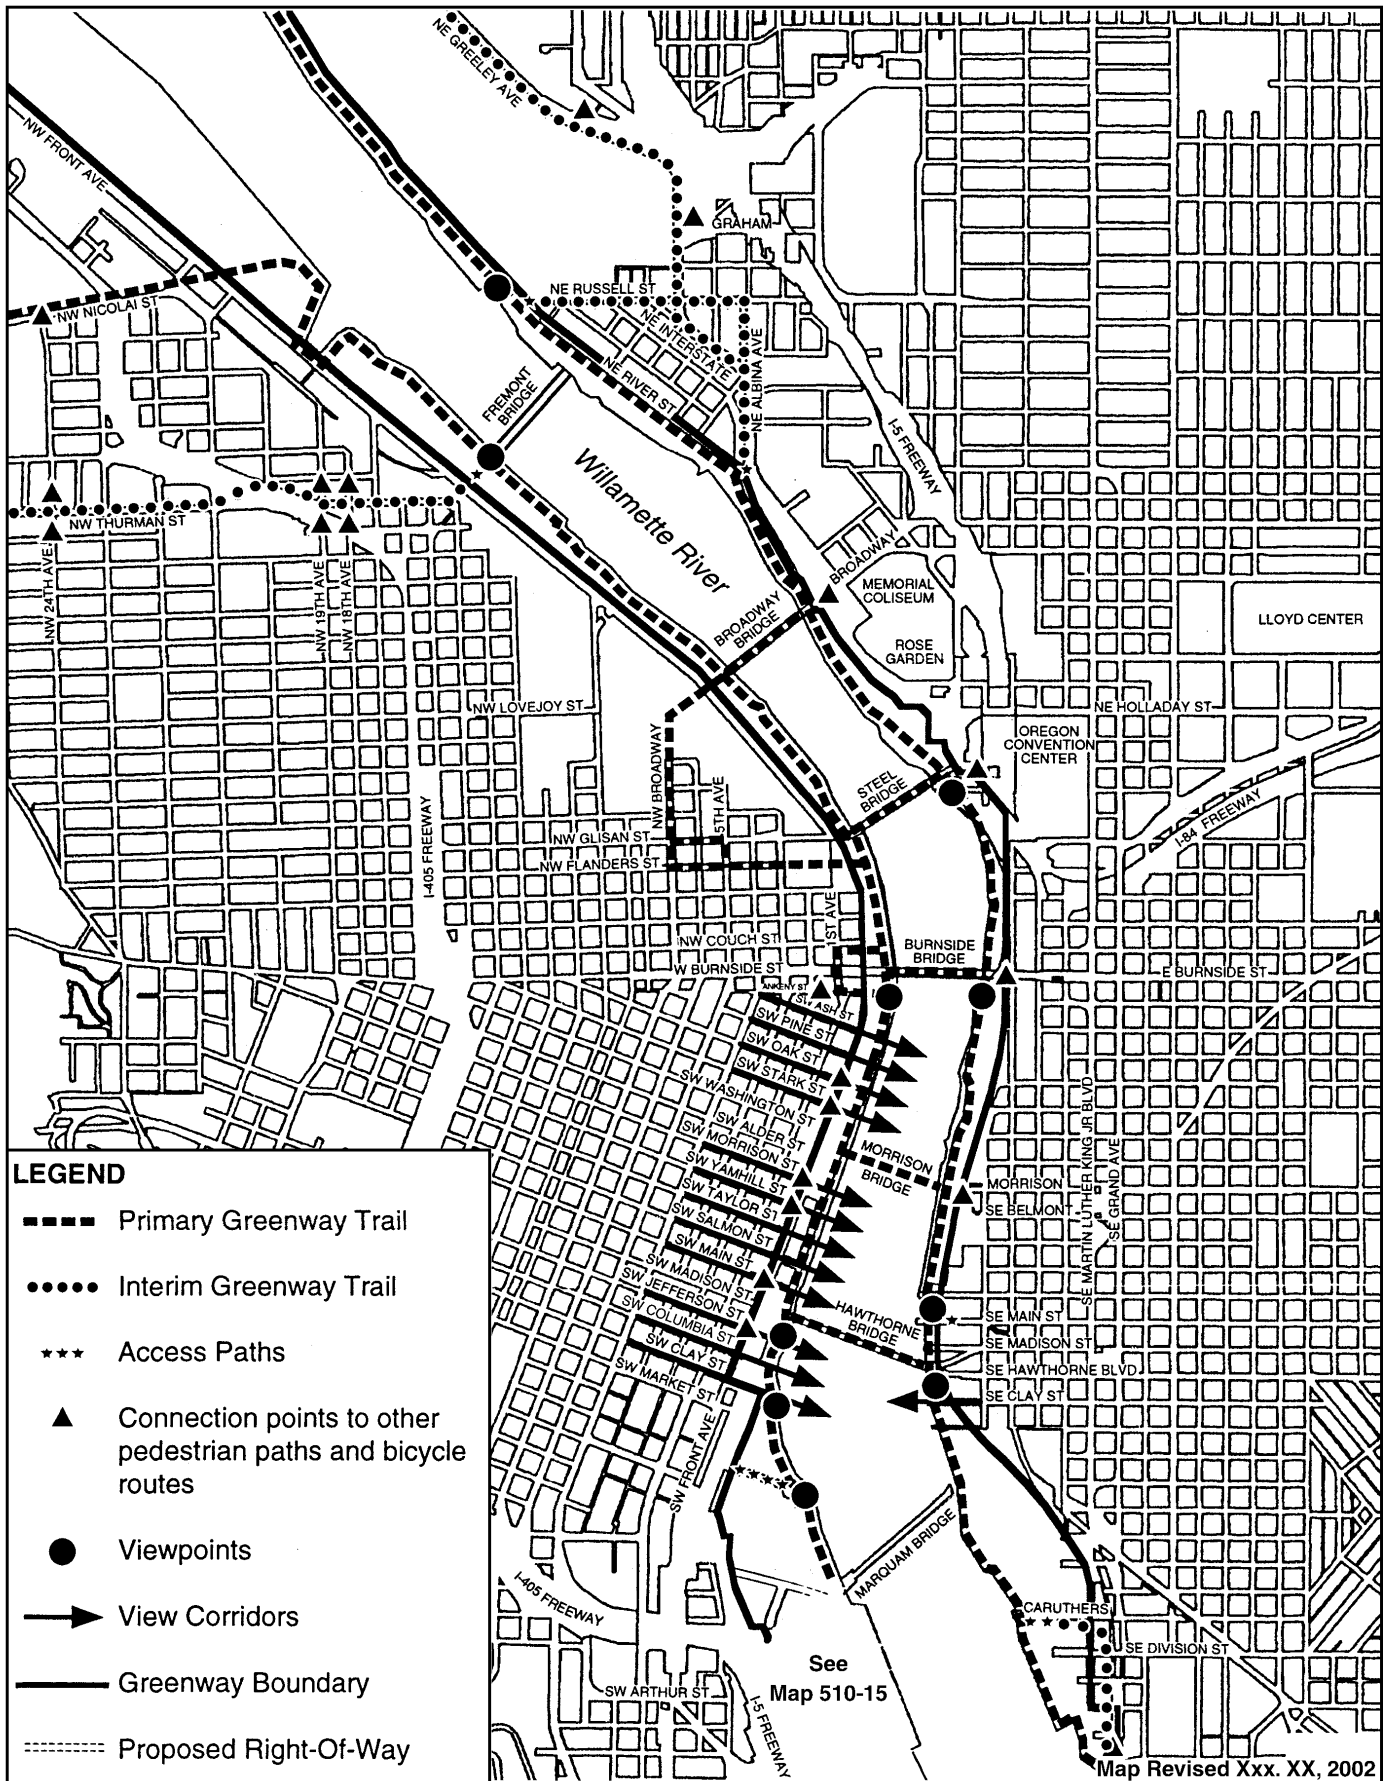 NE GREELEY AVE
NW FRONT AVE
GRAHAM
NE RUSSELL ST
NW NICOLAI ST
NE INTERSTATE
NE ALBINA AVE
NE RIVER ST
FREMONT
BRIDGE
I-5 FREEWAY
Willamette River
NW THURMAN ST
NW 24TH AVE
NW 19TH AVE
NW 18TH AVE
BROADWAY
MEMORIAL
COLISEUM
BROADWAY
BRIDGE
LLOYD CENTER
ROSE
GARDEN
NW LOVEJOY ST
NE HOLLADAY ST
OREGON
CONVENTION
CENTER
NW BROADWAY
STEEL
BRIDGE
5TH AVE
I-84 FREEWAY
I-405 FREEWAY
NW GLISAN ST
NW FLANDERS ST
1ST AVE
NW COUCH ST
BURNSIDE
BRIDGE
W BURNSIDE ST
E BURNSIDE ST
ANKENY ST
SW ASH ST
SW PINE ST
SW OAK ST
SW STARK ST
SW WASHINGTON ST
SW ALDER ST
SW MORRISON ST
SW YAMHILL ST
SW TAYLOR ST
SW SALMON ST
SW MAIN ST
SW MADISON ST
SW JEFFERSON ST
SW COLUMBIA ST
SW CLAY ST
SW MARKET ST
SW FRONT AVE
MORRISON
BRIDGE
MORRISON
SE BELMONT
SE MARTIN LUTHER KING JR BLVD
SE GRAND AVE
HAWTHORNE
BRIDGE
SE MAIN ST
SE MADISON ST
SE HAWTHORNE BLVD
SE CLAY ST
MARQUAM BRIDGE
I-405 FREEWAY
CARUTHERS
SE DIVISION ST
See
Map 510-15
SW ARTHUR ST
I-5 FREEWAY
LEGEND
Primary Greenway Trail
Interim Greenway Trail
Access Paths
Connection points to other
pedestrian paths and bicycle
routes
Viewpoints
View Corridors
Greenway Boundary
Proposed Right-Of-Way
Map Revised Xxx. XX, 2002